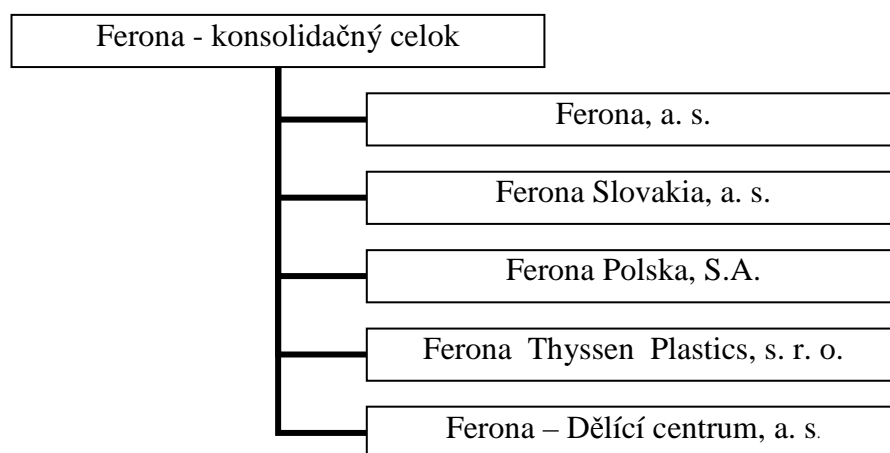 Ferona - konsolidačný celok
Ferona, a. s.
Ferona Slovakia, a. s.
Ferona Polska, S.A.
Ferona Thyssen Plastics, s. r. o.
Ferona – Dělící centrum, a. s.